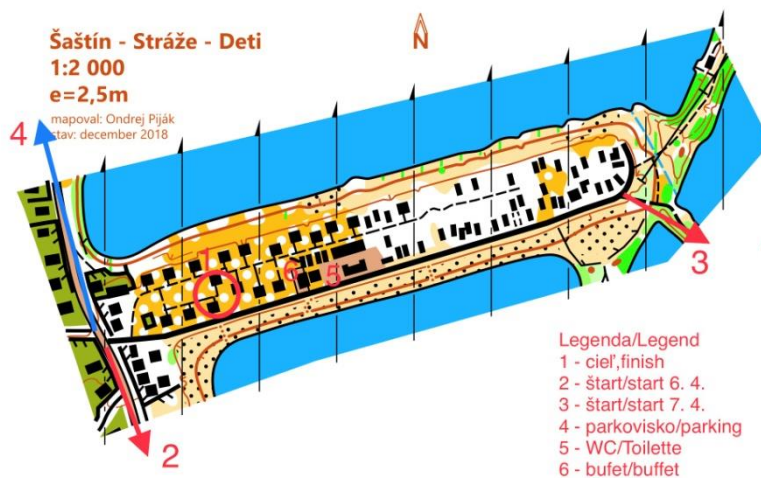 Šaštín - Stráže - Deti
1:2 000
e=2,5m
mapoval: Ondrej Piják
stav: december 2018
N
4
1
6
5
3
2
Legenda/Legend
1 - cieľ,finish
2 - štart/start 6. 4.
3 - štart/start 7. 4.
4 - parkovisko/parking
5 - WC/Toilette
6 - bufet/buffet